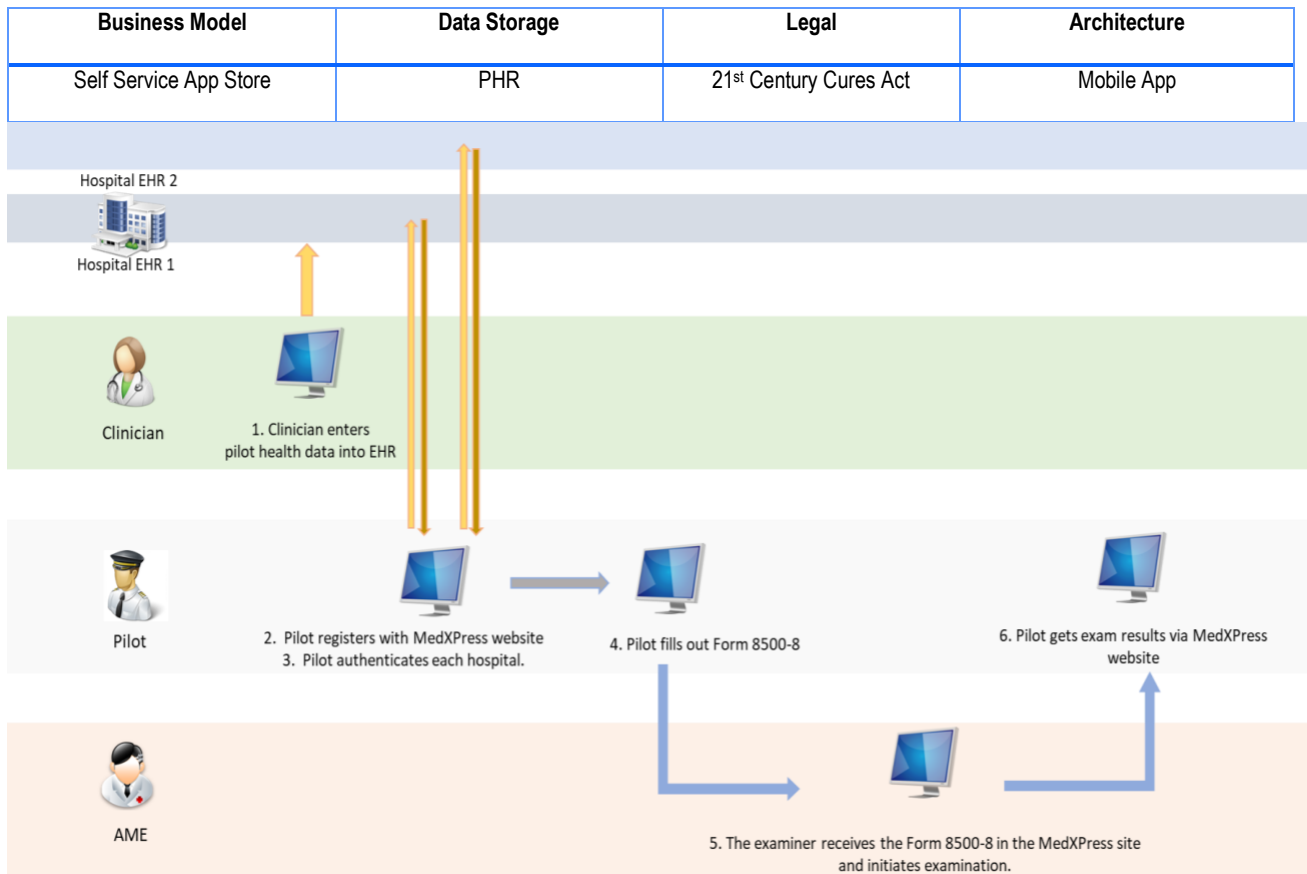 Business Model Data Storage Legal Architecture
Self Service App Store PHR 21st Century Cures Act Mobile App
Hospital EHR 2
Hospital EHR 1
Clinician
1. Clinician enters
pilot health data into EHR
Pilot
2. Pilot registers with MedXPress website
3. Pilot authenticates each hospital.
4. Pilot fills out Form 8500-8
6. Pilot gets exam results via MedXPress
website
AME
5. The examiner receives the Form 8500-8 in the MedXPress site
and initiates examination.